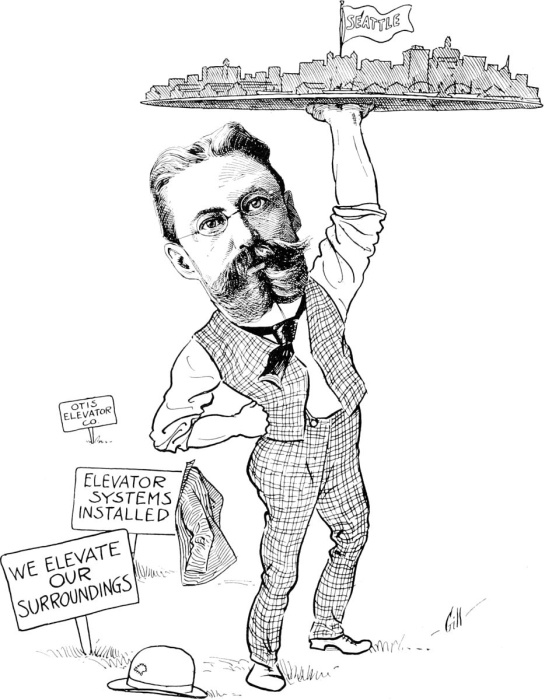 SEATTLE
OTIS
ELEVATOR
CO.
ELEVATOR
SYSTEMS
INSTALLED
WE ELEVATE
OUR
SURROUNDINGS
Gill